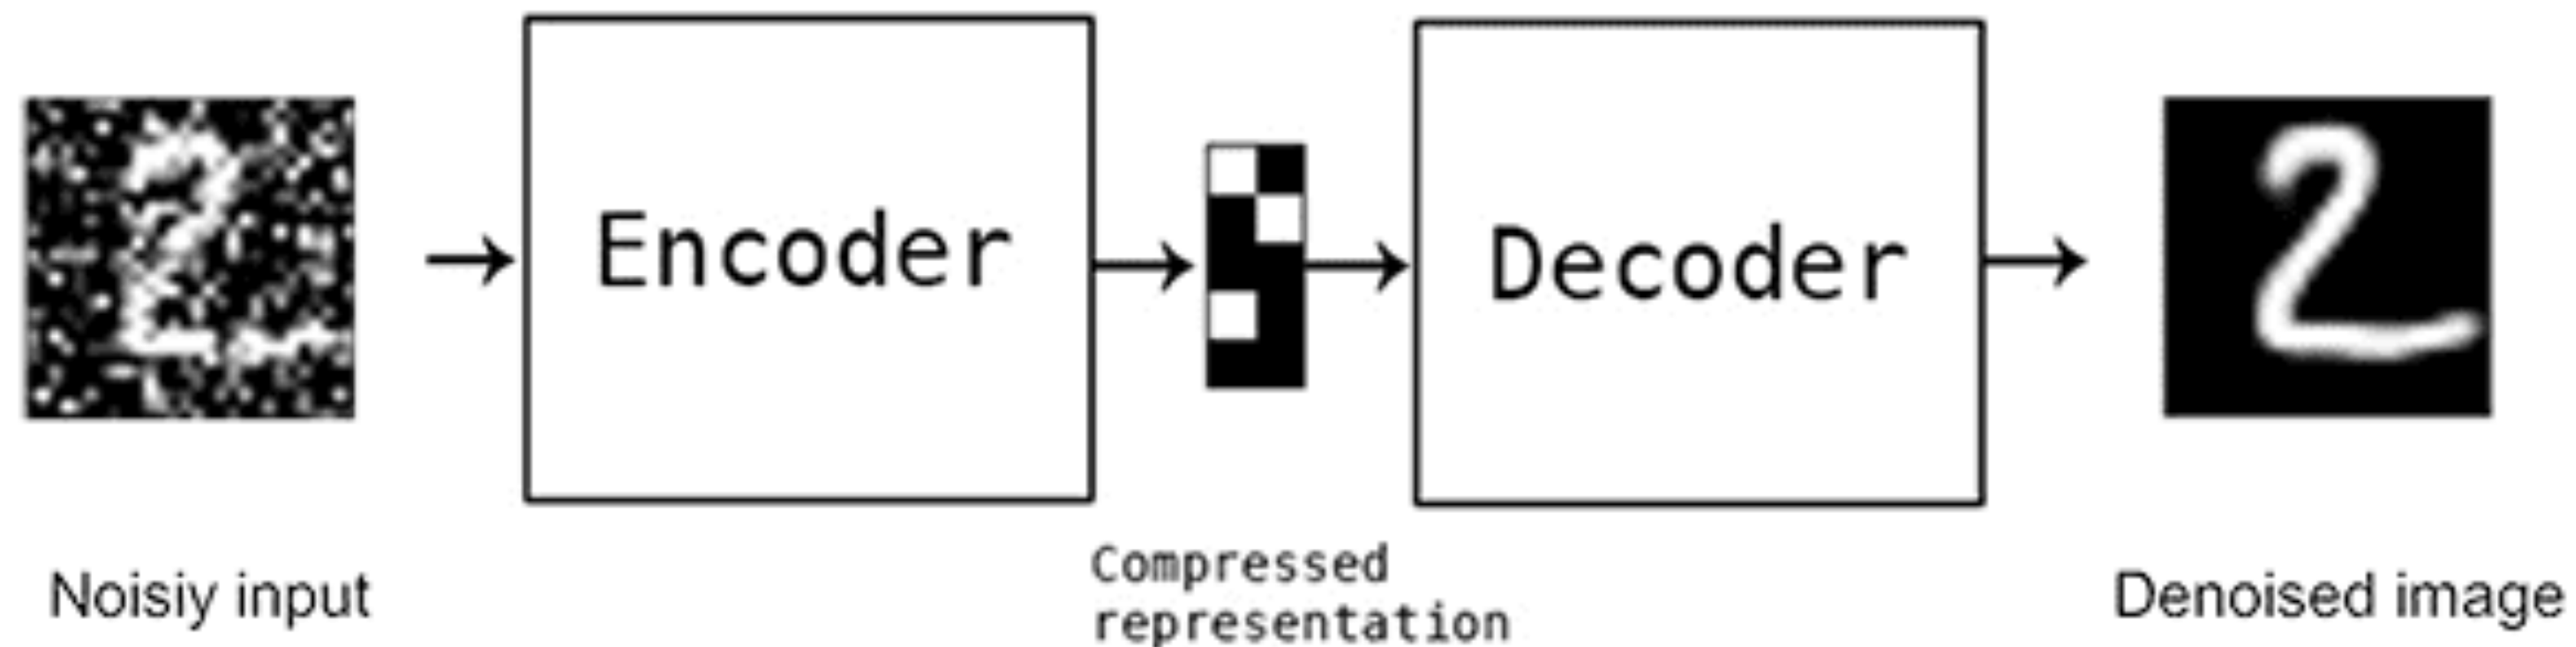 Encoder
Decoder
Noisiy input
Compressed
representation
Denoised image